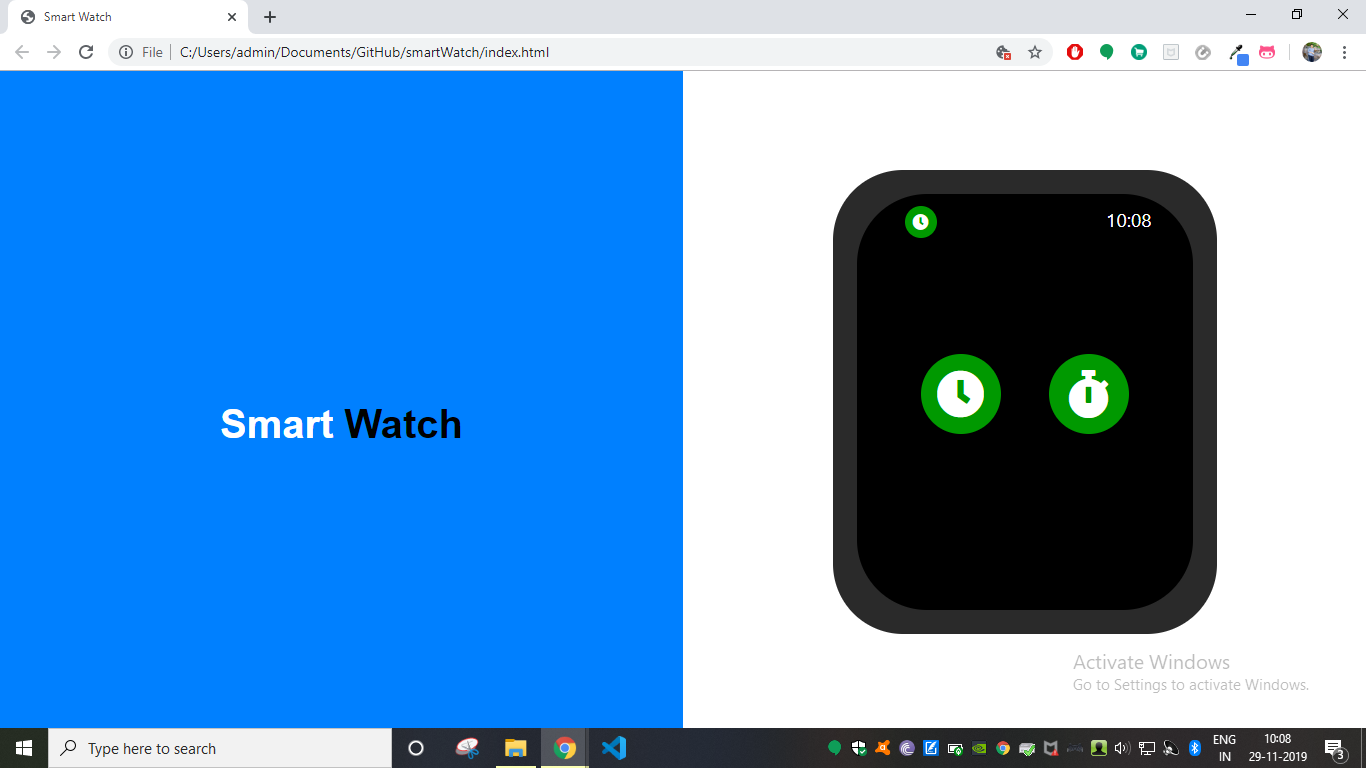 Smart Watch
File
C:/Users/admin/Documents/GitHub/smartWatch/index.html
10:08
Smart Watch
Activate Windows
Go to Settings to activate Windows.
Type here to search
ENG
IN
10:08
29-11-2019
3